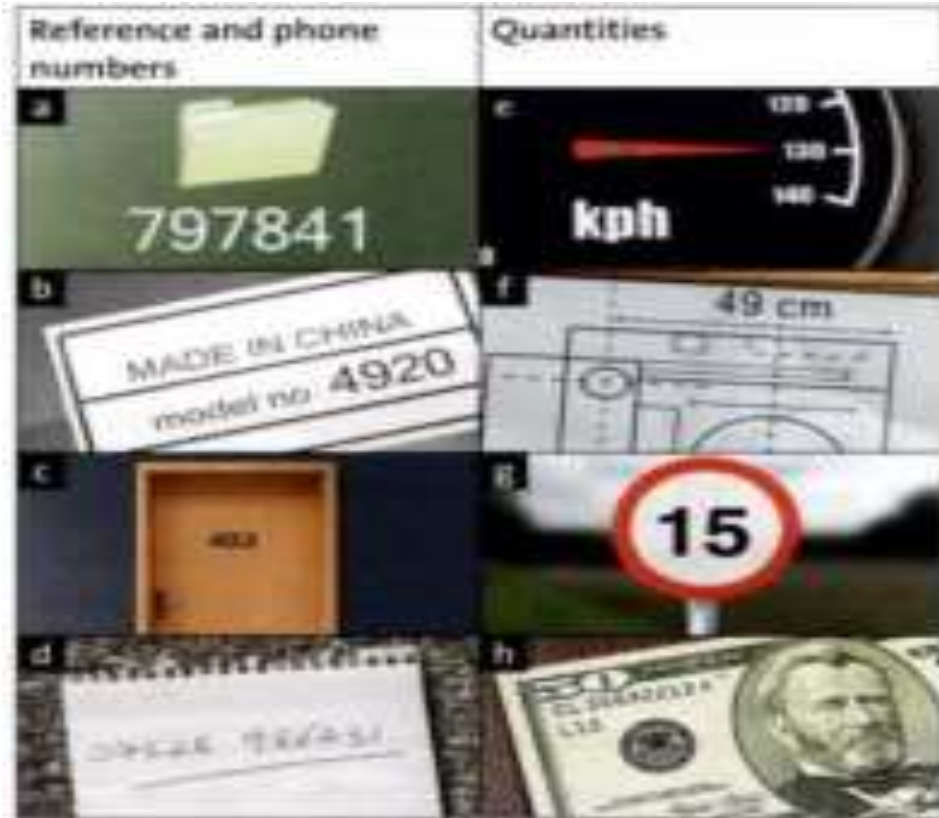 Reference and phone numbers
Quantities
a
797841
b
MADE IN CHINA
model no 4920
c
d
e
120
130
140
kph
f
49 cm
g
15
h